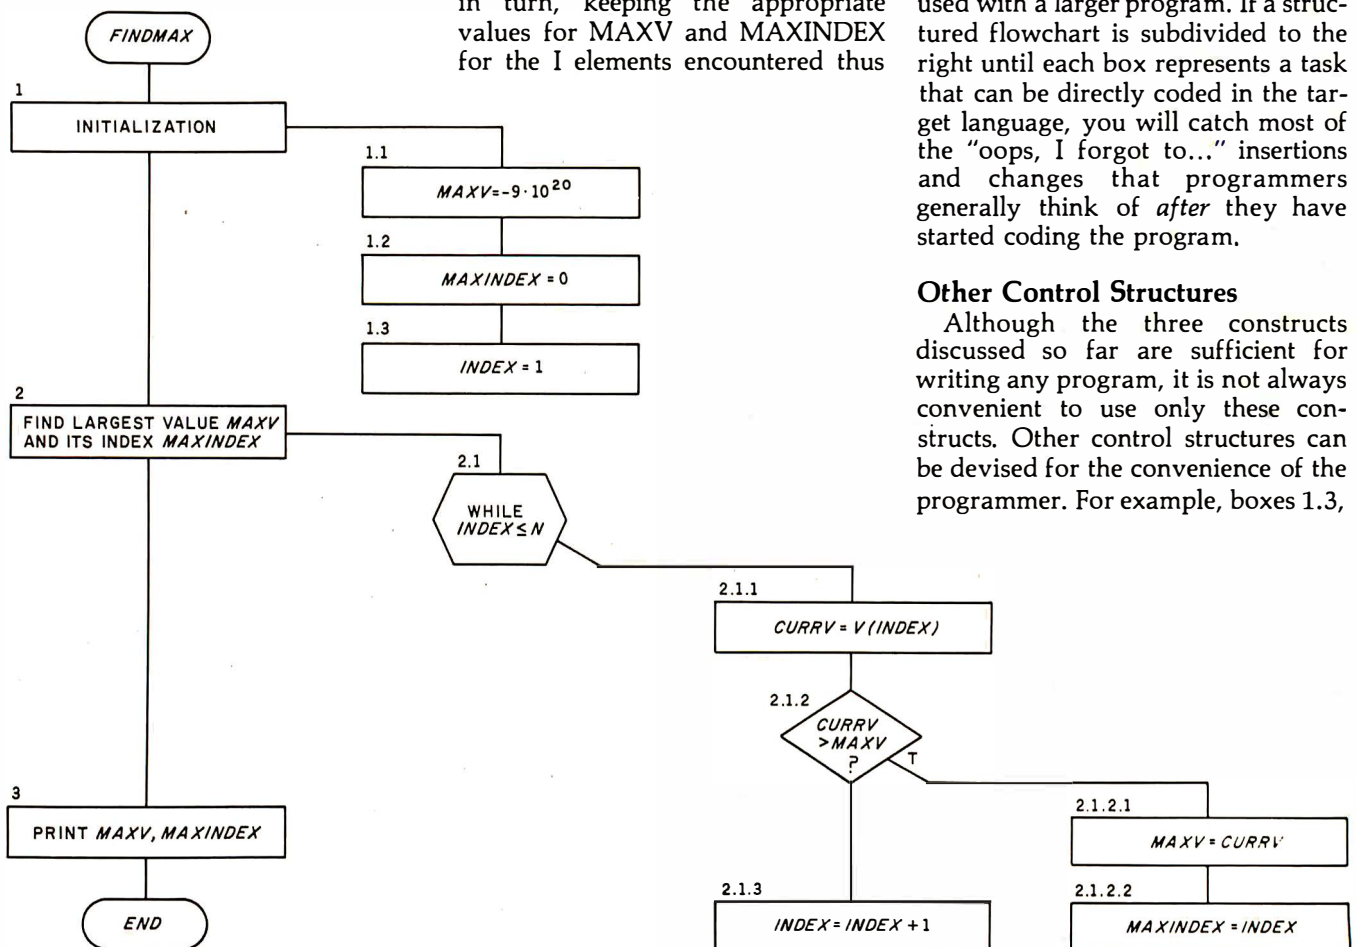 in turn, keeping the appropriate
values for MAXV and MAXINDEX
for the I elements encountered thus
used with a larger program. If a struc-
tured flowchart is subdivided to the
right until each box represents a task
that can be directly coded in the tar-
get language, you will catch most of
the “oops, I forgot to...” insertions
and changes that programmers
generally think of after they have
started coding the program.
Other Control Structures
Although the three constructs
discussed so far are sufficient for
writing any program, it is not always
convenient to use only these con-
structs. Other control structures can
be devised for the convenience of the
programmer. For example, boxes 1.3,
FINDMAX
1
INITIALIZATION
1.1
MAXV=-9·10²⁰
1.2
MAXINDEX = 0
1.3
INDEX = 1
2
FIND LARGEST VALUE MAXV
AND ITS INDEX MAXINDEX
2.1
WHILE
INDEX≤N
2.1.1
CURRV = V(INDEX)
2.1.2
CURRV
>MAXV
?
T
2.1.2.1
MAXV = CURRV
2.1.2.2
MAXINDEX = INDEX
2.1.3
INDEX = INDEX +1
3
PRINT MAXV, MAXINDEX
END